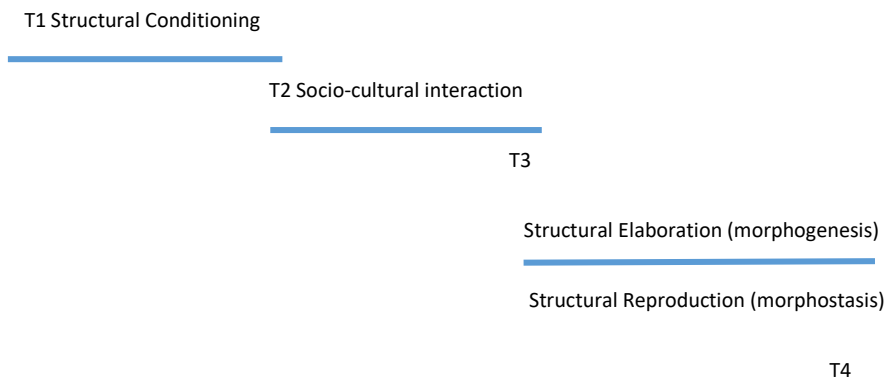 T1 Structural Conditioning
T2 Socio-cultural interaction
T3
Structural Elaboration (morphogenesis)
Structural Reproduction (morphostasis)
T4